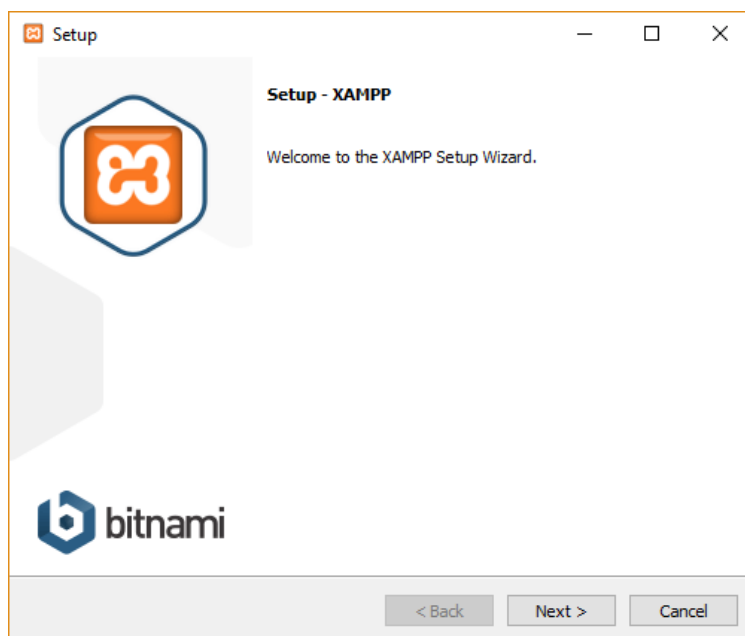 Setup
Setup - XAMPP
Welcome to the XAMPP Setup Wizard.
bitnami
< Back
Next >
Cancel